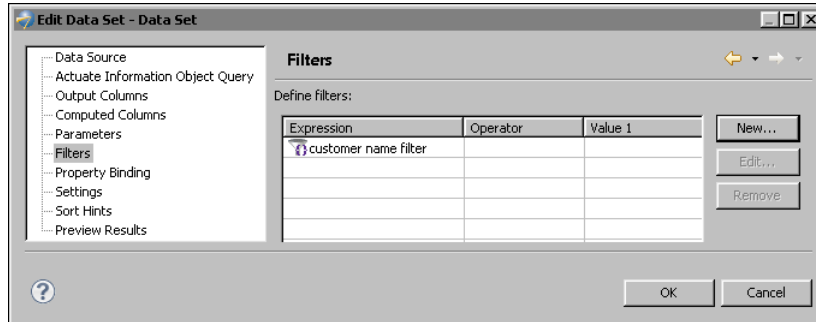 Edit Data Set - Data Set
Data Source
Actuate Information Object Query
Output Columns
Computed Columns
Parameters
Filters
Property Binding
Settings
Sort Hints
Preview Results
Filters
Define filters:
Expression Operator Value 1
customer name filter
New...
Edit...
Remove
?
OK Cancel